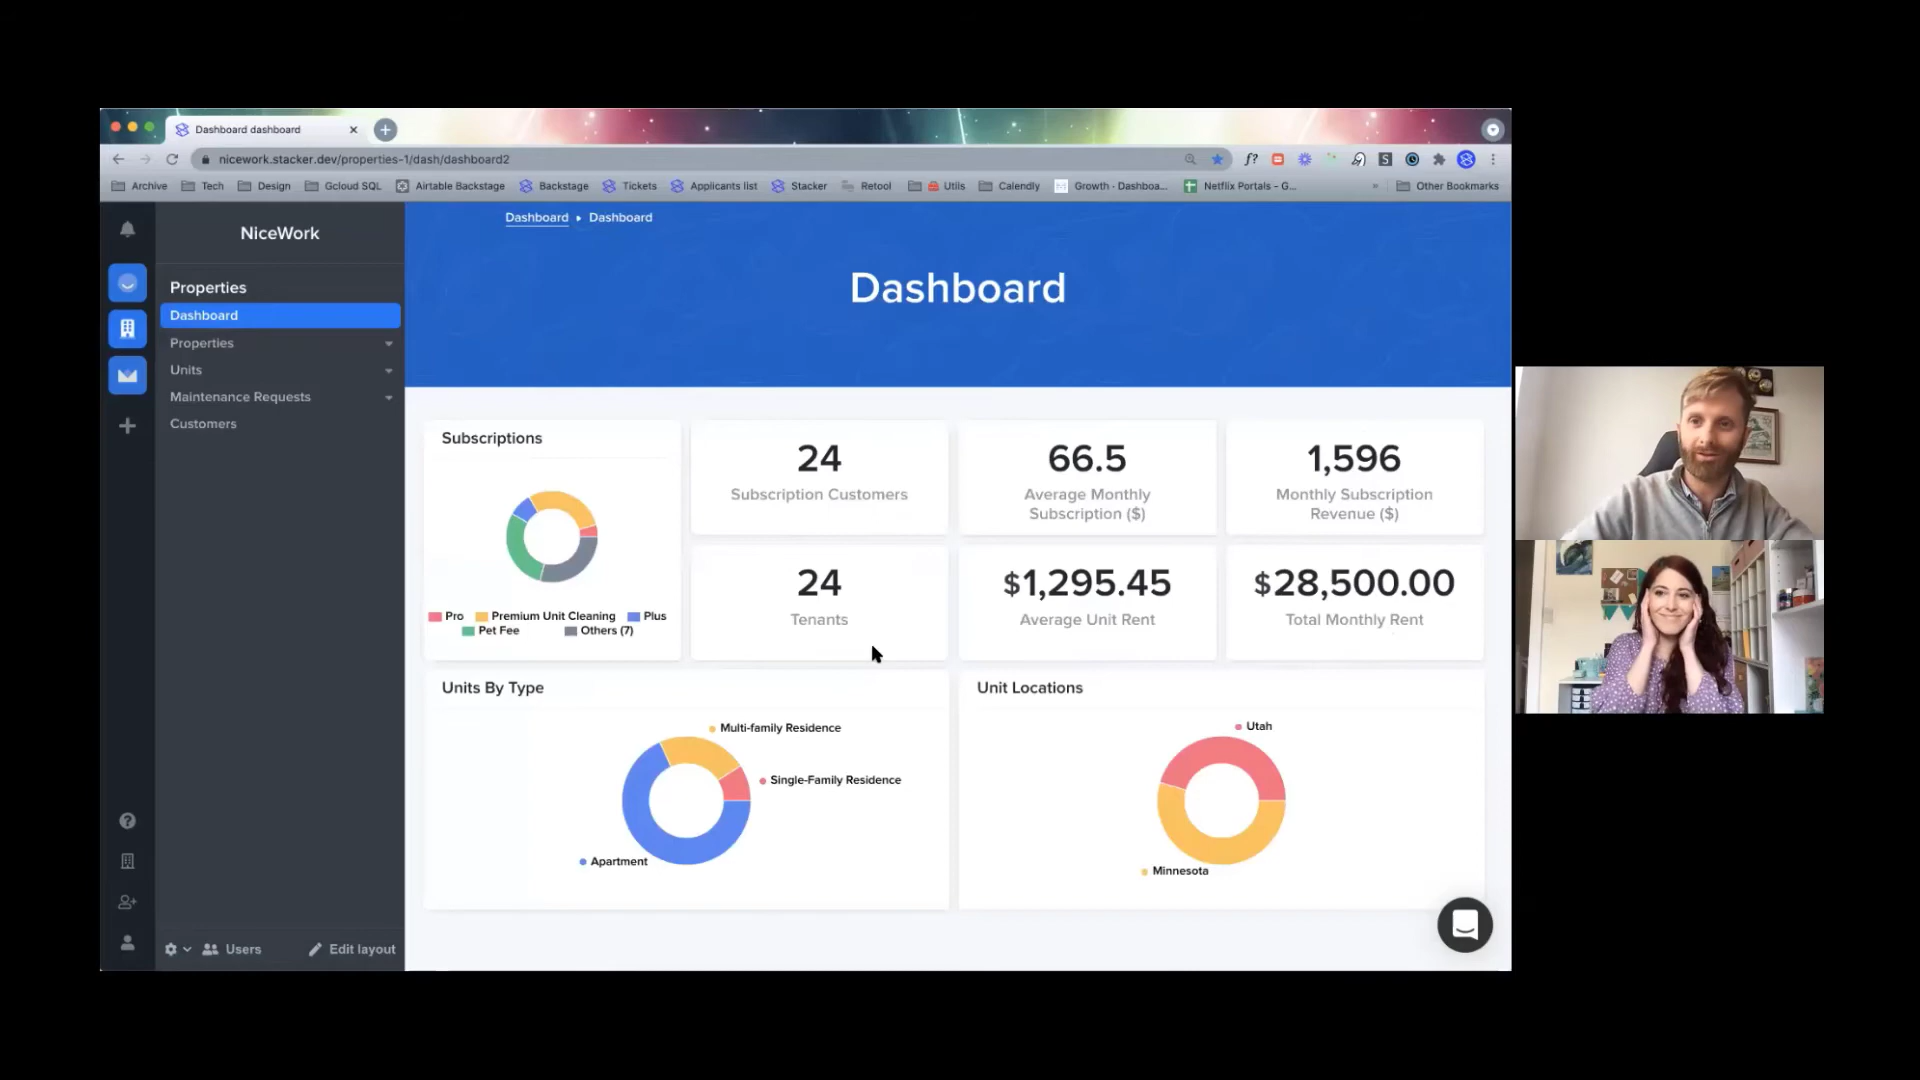 Dashboard dashboard
nicework.stacker.dev/properties-1/dash/dashboard2
f?
S
Archive Tech Design Gcloud SQL Airtable Backstage Backstage Tickets Applicants list Stacker Retool Utils Calendly Growth - Dashboa... Netflix Portals – G... » Other Bookmarks
NiceWork
Properties
Dashboard
Properties
Units
Maintenance Requests
Customers
Users
Edit layout
Dashboard ▸ Dashboard
Dashboard
Subscriptions
Pro Premium Unit Cleaning Plus
Pet Fee Others (7)
24
Subscription Customers
66.5
Average Monthly
Subscription ($)
1,596
Monthly Subscription
Revenue ($)
24
Tenants
$1,295.45
Average Unit Rent
$28,500.00
Total Monthly Rent
Units By Type
Multi-family Residence
Single-Family Residence
Apartment
Unit Locations
Utah
Minnesota